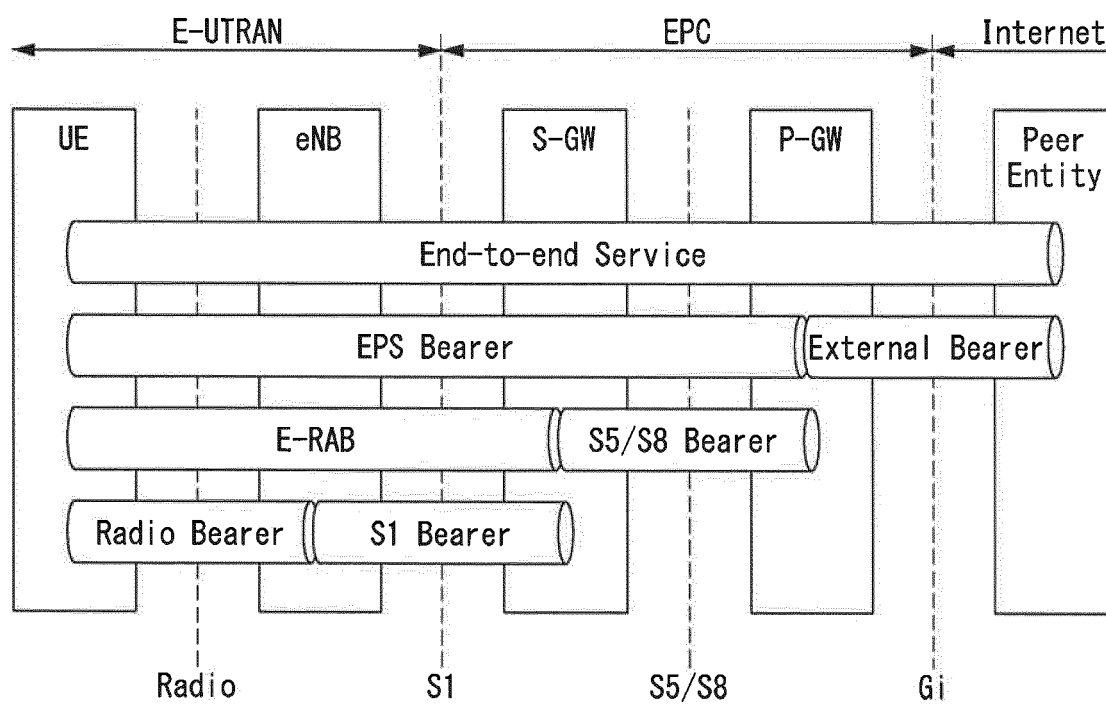 E-UTRAN EPC Internet
UE eNB S-GW P-GW Peer
Entity
End-to-end Service
EPS Bearer External Bearer
E-RAB S5/S8 Bearer
Radio Bearer S1 Bearer
Radio S1 S5/S8 Gi